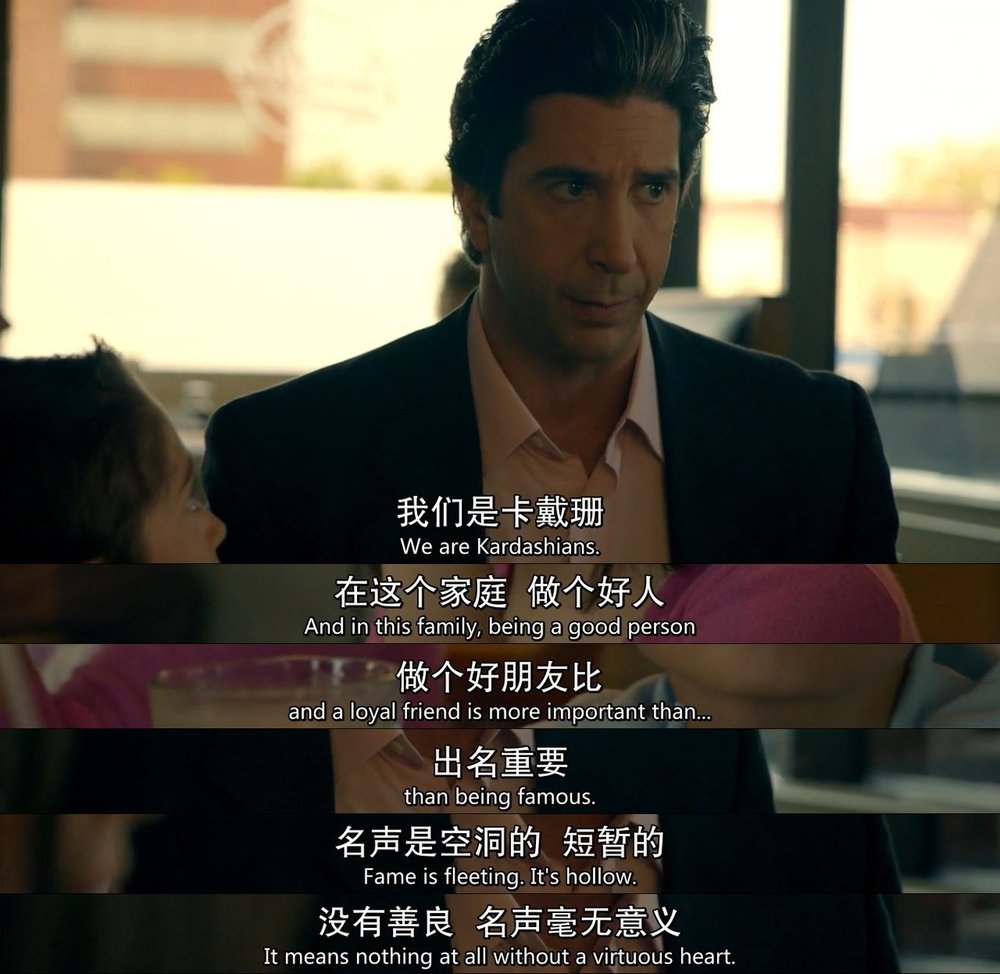 我们是卡戴珊
We are Kardashians.
在这个家庭 做个好人
And in this family, being a good person
做个好朋友比
and a loyal friend is more important than...
出名重要
than being famous.
名声是空洞的 短暂的
Fame is fleeting. It's hollow.
没有善良 名声毫无意义
It means nothing at all without a virtuous heart.